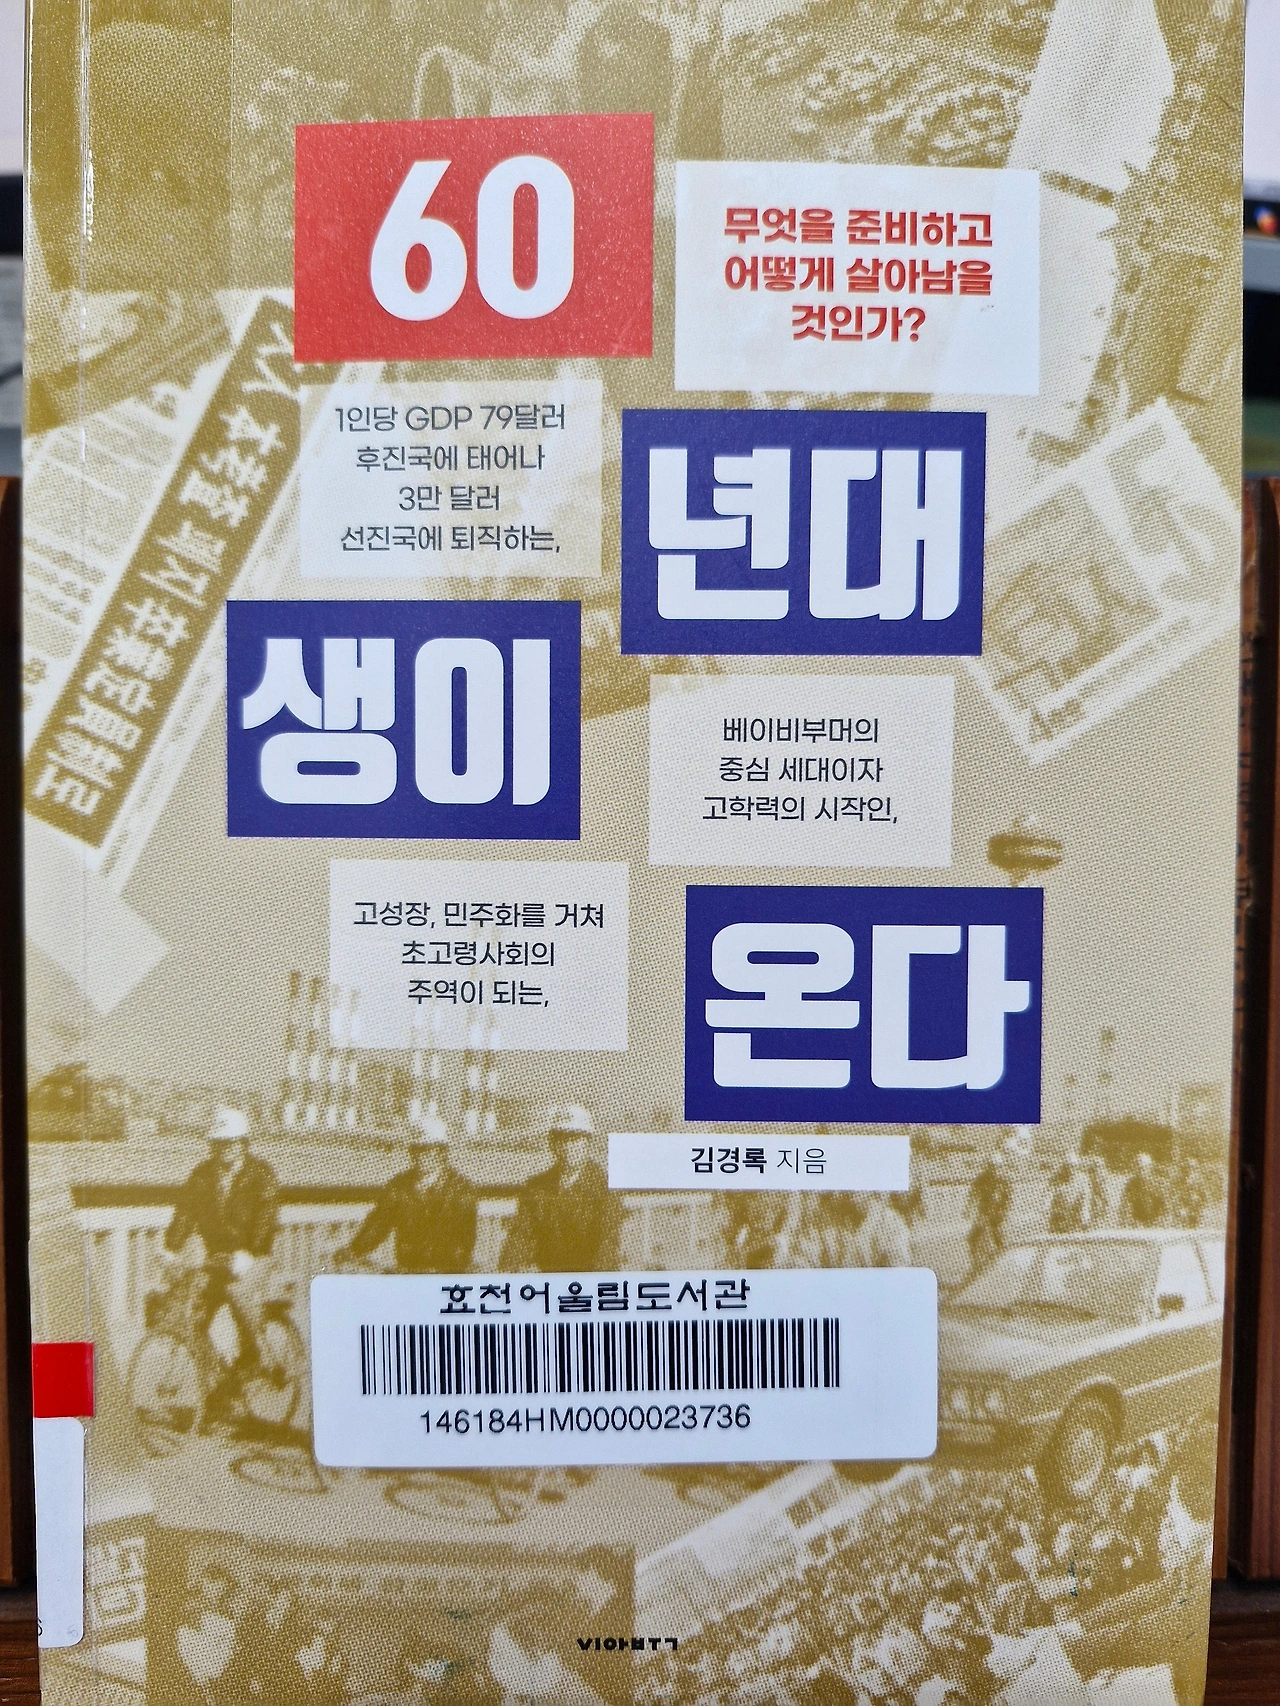 60
무엇을 준비하고
어떻게 살아남을
것인가?
1인당 GDP 79달러
후진국에 태어나
3만 달러
선진국에 퇴직하는,
년대
생이
베이비부머의
중심 세대이자
고학력의 시작인,
고성장, 민주화를 거쳐
초고령사회의
주역이 되는,
온다
김경록 지음
효천어울림도서관
146184HM0000023736
비아북